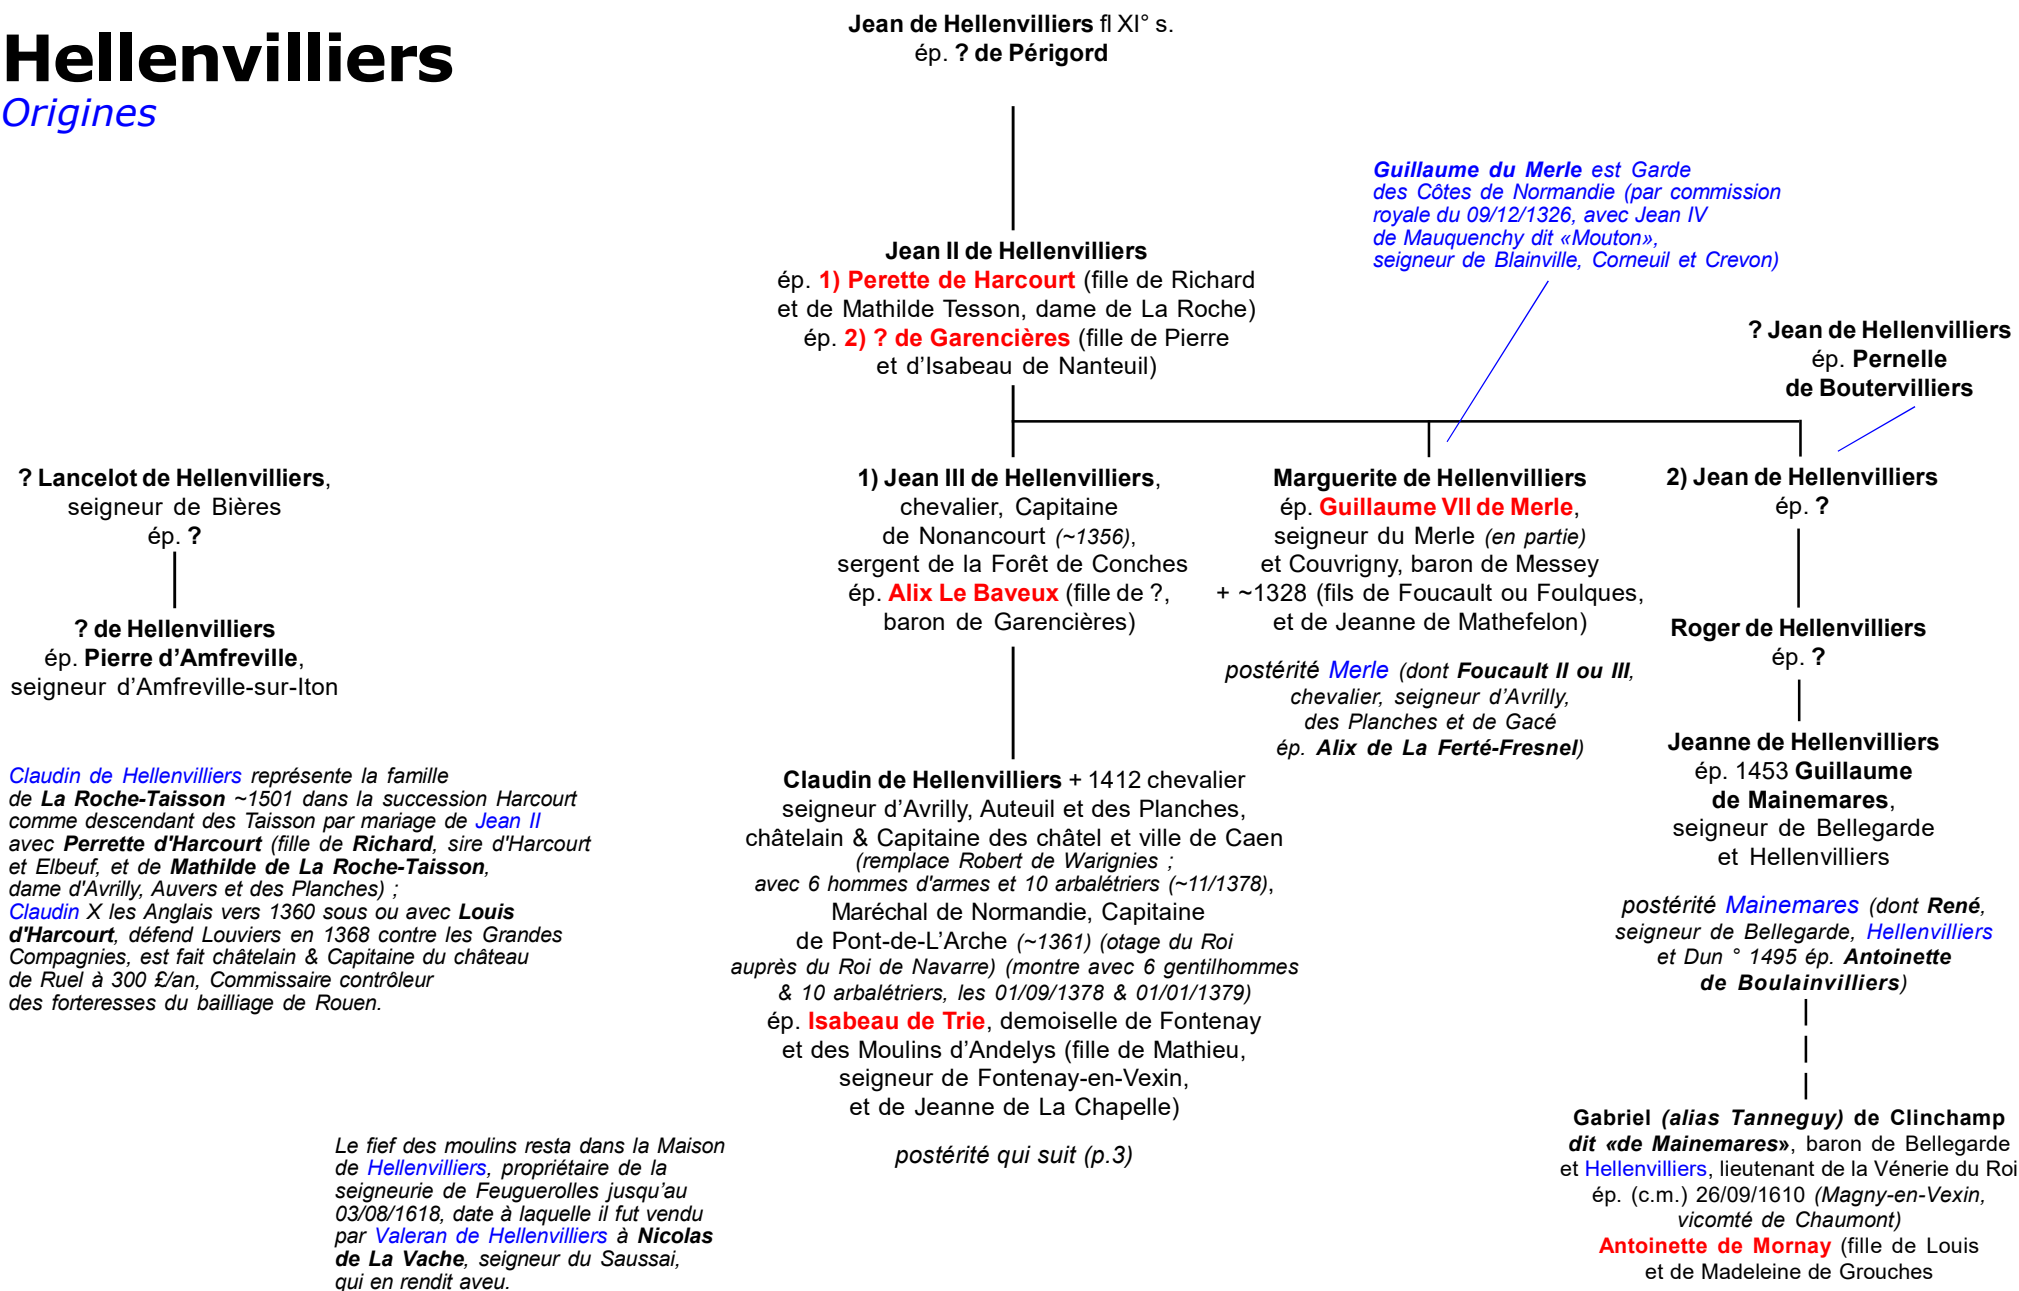 Hellenvilliers
Origines
Jean de Hellenvilliers fl XI° s.
ép. ? de Périgord
Guillaume du Merle est Garde
des Côtes de Normandie (par commission
royale du 09/12/1326, avec Jean IV
de Mauquenchy dit «Mouton»,
seigneur de Blainville, Corneuil et Crevon)
Jean II de Hellenvilliers
ép. 1) Perette de Harcourt (fille de Richard
et de Mathilde Tesson, dame de La Roche)
ép. 2) ? de Garencières (fille de Pierre
et d’Isabeau de Nanteuil)
? Jean de Hellenvilliers
ép. Pernelle
de Boutervilliers
? Lancelot de Hellenvilliers,
seigneur de Bières
ép. ?
? de Hellenvilliers
ép. Pierre d’Amfreville,
seigneur d’Amfreville-sur-Iton
1) Jean III de Hellenvilliers,
chevalier, Capitaine
de Nonancourt (~1356),
sergent de la Forêt de Conches
ép. Alix Le Baveux (fille de ?,
baron de Garencières)
Marguerite de Hellenvilliers
ép. Guillaume VII de Merle,
seigneur du Merle (en partie)
et Couvrigny, baron de Messey
+ ~1328 (fils de Foucault ou Foulques,
et de Jeanne de Mathefelon)
postérité Merle (dont Foucault II ou III,
chevalier, seigneur d’Avrilly,
des Planches et de Gacé
ép. Alix de La Ferté-Fresnel)
2) Jean de Hellenvilliers
ép. ?
Roger de Hellenvilliers
ép. ?
Jeanne de Hellenvilliers
ép. 1453 Guillaume
de Mainemares,
seigneur de Bellegarde
et Hellenvilliers
postérité Mainemares (dont René,
seigneur de Bellegarde, Hellenvilliers
et Dun ° 1495 ép. Antoinette
de Boulainvilliers)
Gabriel (alias Tanneguy) de Clinchamp
dit «de Mainemares», baron de Bellegarde
et Hellenvilliers, lieutenant de la Vénerie du Roi
ép. (c.m.) 26/09/1610 (Magny-en-Vexin,
vicomté de Chaumont)
Antoinette de Mornay (fille de Louis
et de Madeleine de Grouches
Claudin de Hellenvilliers représente la famille
de La Roche-Taisson ~1501 dans la succession Harcourt
comme descendant des Taisson par mariage de Jean II
avec Perrette d'Harcourt (fille de Richard, sire d'Harcourt
et Elbeuf, et de Mathilde de La Roche-Taisson,
dame d'Avrilly, Auvers et des Planches) ;
Claudin X les Anglais vers 1360 sous ou avec Louis
d'Harcourt, défend Louviers en 1368 contre les Grandes
Compagnies, est fait châtelain & Capitaine du château
de Ruel à 300 £/an, Commissaire contrôleur
des forteresses du bailliage de Rouen.
Claudin de Hellenvilliers + 1412 chevalier
seigneur d’Avrilly, Auteuil et des Planches,
châtelain & Capitaine des châtel et ville de Caen
(remplace Robert de Warignies ;
avec 6 hommes d'armes et 10 arbalétriers (~11/1378),
Maréchal de Normandie, Capitaine
de Pont-de-L’Arche (~1361) (otage du Roi
auprès du Roi de Navarre) (montre avec 6 gentilhommes
& 10 arbalétriers, les 01/09/1378 & 01/01/1379)
ép. Isabeau de Trie, demoiselle de Fontenay
et des Moulins d’Andelys (fille de Mathieu,
seigneur de Fontenay-en-Vexin,
et de Jeanne de La Chapelle)
postérité qui suit (p.3)
Le fief des moulins resta dans la Maison
de Hellenvilliers, propriétaire de la
seigneurie de Feuguerolles jusqu’au
03/08/1618, date à laquelle il fut vendu
par Valeran de Hellenvilliers à Nicolas
de La Vache, seigneur du Saussai,
qui en rendit aveu.